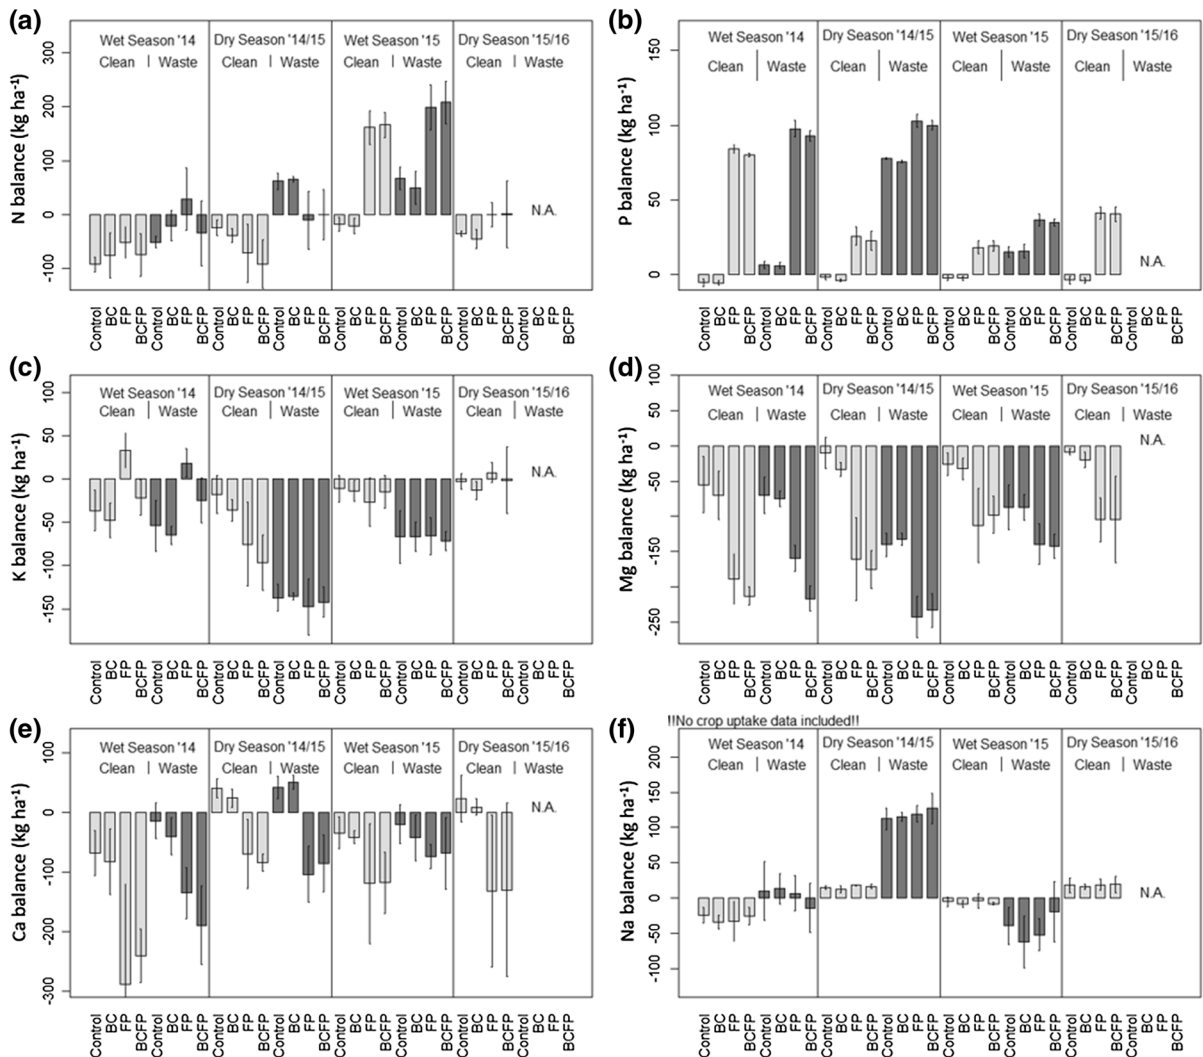 (a)
N balance (kg ha-1)
300
200
100
0
-100
Wet Season '14
Dry Season '14/15
Wet Season '15
Dry Season '15/16
Clean | Waste
Clean | Waste
Clean | Waste
Clean | Waste
N.A.
Control BC FP BCFP Control BC FP BCFP Control BC FP BCFP Control BC FP BCFP Control BC FP BCFP Control BC FP BCFP Control BC FP BCFP Control BC FP BCFP
(b)
P balance (kg ha-1)
150
100
50
0
Wet Season '14
Dry Season '14/15
Wet Season '15
Dry Season '15/16
Clean | Waste
Clean | Waste
Clean | Waste
Clean | Waste
N.A.
Control BC FP BCFP Control BC FP BCFP Control BC FP BCFP Control BC FP BCFP Control BC FP BCFP Control BC FP BCFP Control BC FP BCFP Control BC FP BCFP
(c)
K balance (kg ha-1)
100
50
0
-50
-100
-150
Wet Season '14
Dry Season '14/15
Wet Season '15
Dry Season '15/16
Clean | Waste
Clean | Waste
Clean | Waste
Clean | Waste
N.A.
Control BC FP BCFP Control BC FP BCFP Control BC FP BCFP Control BC FP BCFP Control BC FP BCFP Control BC FP BCFP Control BC FP BCFP Control BC FP BCFP
(d)
Mg balance (kg ha-1)
100
50
0
-50
-150
-250
Wet Season '14
Dry Season '14/15
Wet Season '15
Dry Season '15/16
Clean | Waste
Clean | Waste
Clean | Waste
Clean | Waste
N.A.
Control BC FP BCFP Control BC FP BCFP Control BC FP BCFP Control BC FP BCFP Control BC FP BCFP Control BC FP BCFP Control BC FP BCFP Control BC FP BCFP
(e)
Ca balance (kg ha-1)
100
0
-100
-200
-300
Wet Season '14
Dry Season '14/15
Wet Season '15
Dry Season '15/16
Clean | Waste
Clean | Waste
Clean | Waste
Clean | Waste
N.A.
Control BC FP BCFP Control BC FP BCFP Control BC FP BCFP Control BC FP BCFP Control BC FP BCFP Control BC FP BCFP Control BC FP BCFP Control BC FP BCFP
(f)
!!No crop uptake data included!!
Na balance (kg ha-1)
200
150
100
50
0
-50
-100
Wet Season '14
Dry Season '14/15
Wet Season '15
Dry Season '15/16
Clean | Waste
Clean | Waste
Clean | Waste
Clean | Waste
N.A.
Control BC FP BCFP Control BC FP BCFP Control BC FP BCFP Control BC FP BCFP Control BC FP BCFP Control BC FP BCFP Control BC FP BCFP Control BC FP BCFP